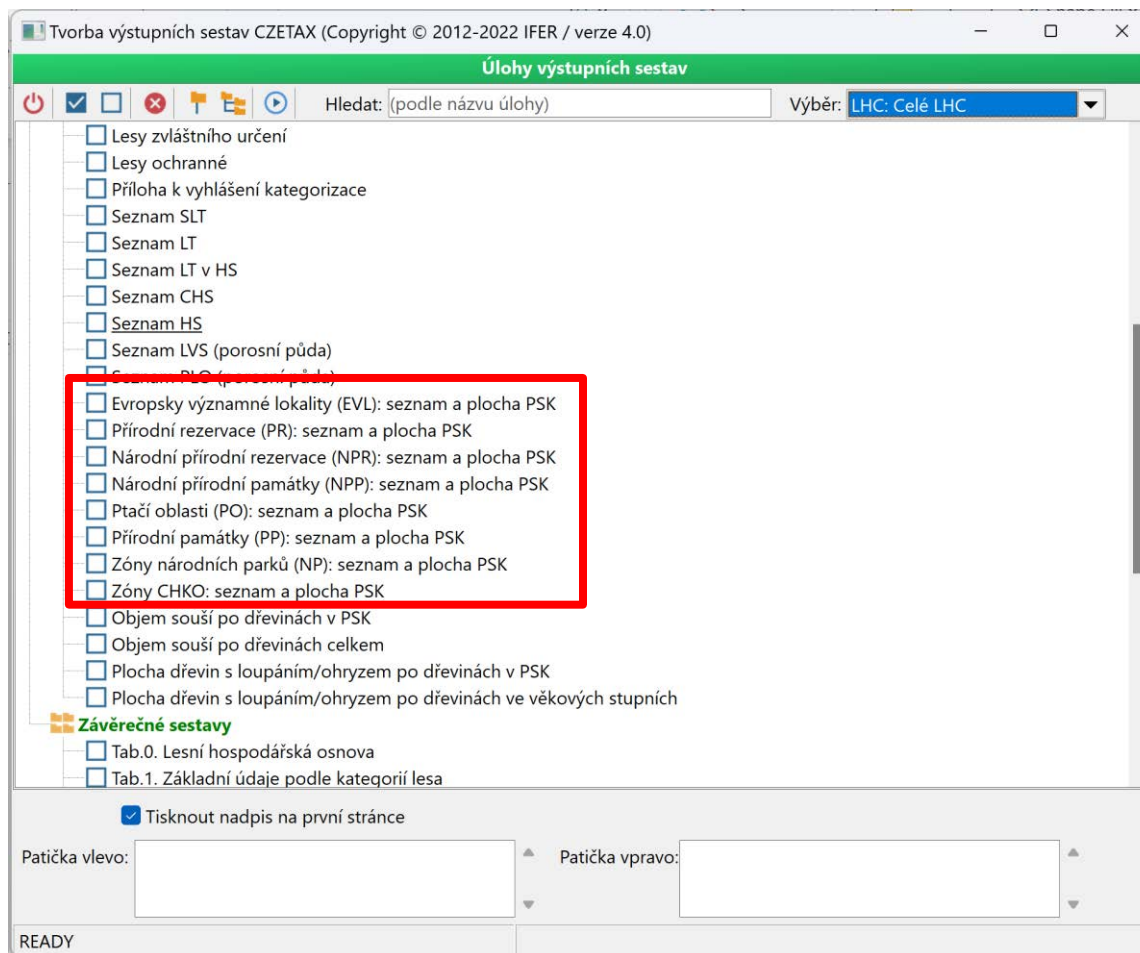 Tvorba výstupních sestav CZETAX (Copyright © 2012-2022 IFER / verze 4.0)
Úlohy výstupních sestav
Hledat: (podle názvu úlohy) Výběr: LHC: Celé LHC
Lesy zvláštního určení
Lesy ochranné
Příloha k vyhlášení kategorizace
Seznam SLT
Seznam LT
Seznam LT v HS
Seznam CHS
Seznam HS
Seznam LVS (porosní půda)
Seznam PLO (porosní půda)
Evropsky významné lokality (EVL): seznam a plocha PSK
Přírodní rezervace (PR): seznam a plocha PSK
Národní přírodní rezervace (NPR): seznam a plocha PSK
Národní přírodní památky (NPP): seznam a plocha PSK
Ptačí oblasti (PO): seznam a plocha PSK
Přírodní památky (PP): seznam a plocha PSK
Zóny národních parků (NP): seznam a plocha PSK
Zóny CHKO: seznam a plocha PSK
Objem souší po dřevinách v PSK
Objem souší po dřevinách celkem
Plocha dřevin s loupáním/ohryzem po dřevinách v PSK
Plocha dřevin s loupáním/ohryzem po dřevinách ve věkových stupních
Závěrečné sestavy
Tab.0. Lesní hospodářská osnova
Tab.1. Základní údaje podle kategorií lesa
Tisknout nadpis na první stránce
Patička vlevo: Patička vpravo:
READY